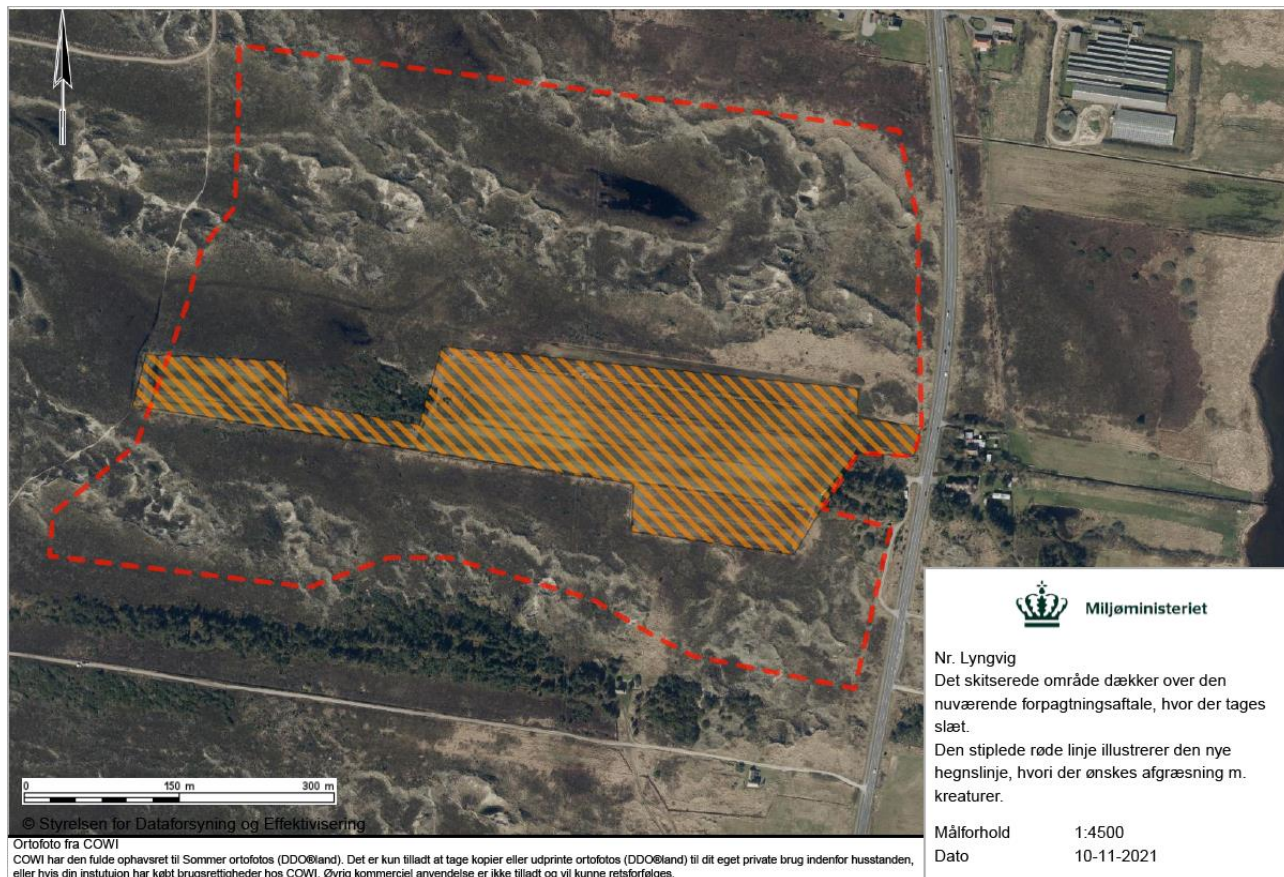 Miljøministeriet
Nr. Lyngvig
Det skitserede område dækker over den
nuværende forpagtningsaftale, hvor der tages
slæt.
Den stiplede røde linje illustrerer den nye
hegnslinje, hvori der ønskes afgræsning m.
kreaturer.
Målforhold 1:4500
Dato 10-11-2021
0 150 m 300 m
© Styrelsen for Dataforsyning og Effektivisering
Ortofoto fra COWI
COWI har den fulde ophavsret til Sommer ortofotos (DDO®land). Det er kun tilladt at tage kopier eller udprinte ortofotos (DDO®land) til dit eget private brug indenfor husstanden,
eller hvis din institutuion har købt brugsrettigheder hos COWI. Øvrig kommerciel anvendelse er ikke tilladt og vil kunne retsforfølges.